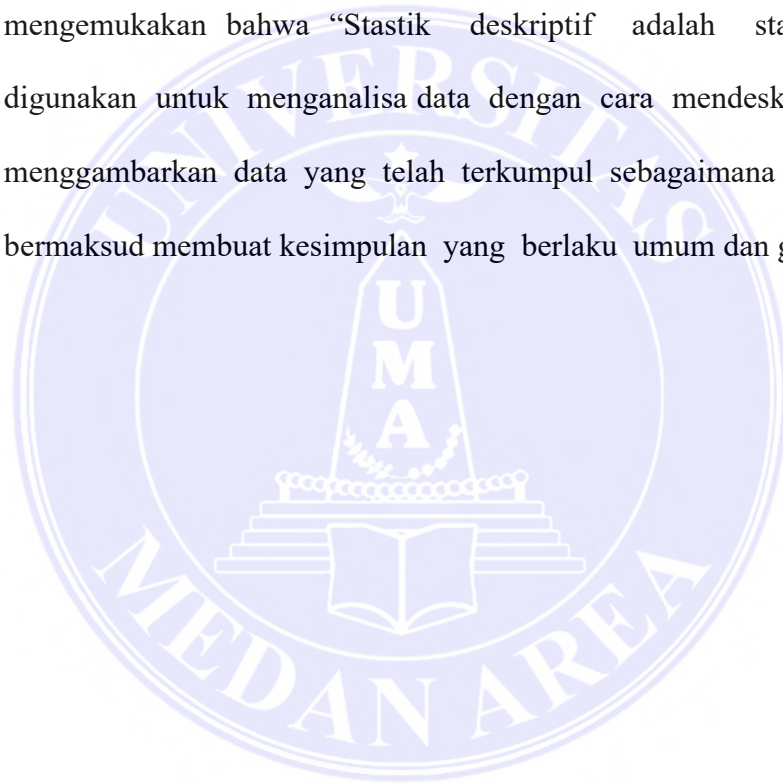 mengemukakan bahwa “Stastik deskriptif adalah
digunakan untuk menganalisa data dengan cara
menggambarkan data yang telah terkumpul sebagaimana
bermaksud membuat kesimpulan yang berlaku umum dan
UNIVERSITAS
U
M
A
MEDAN AREA